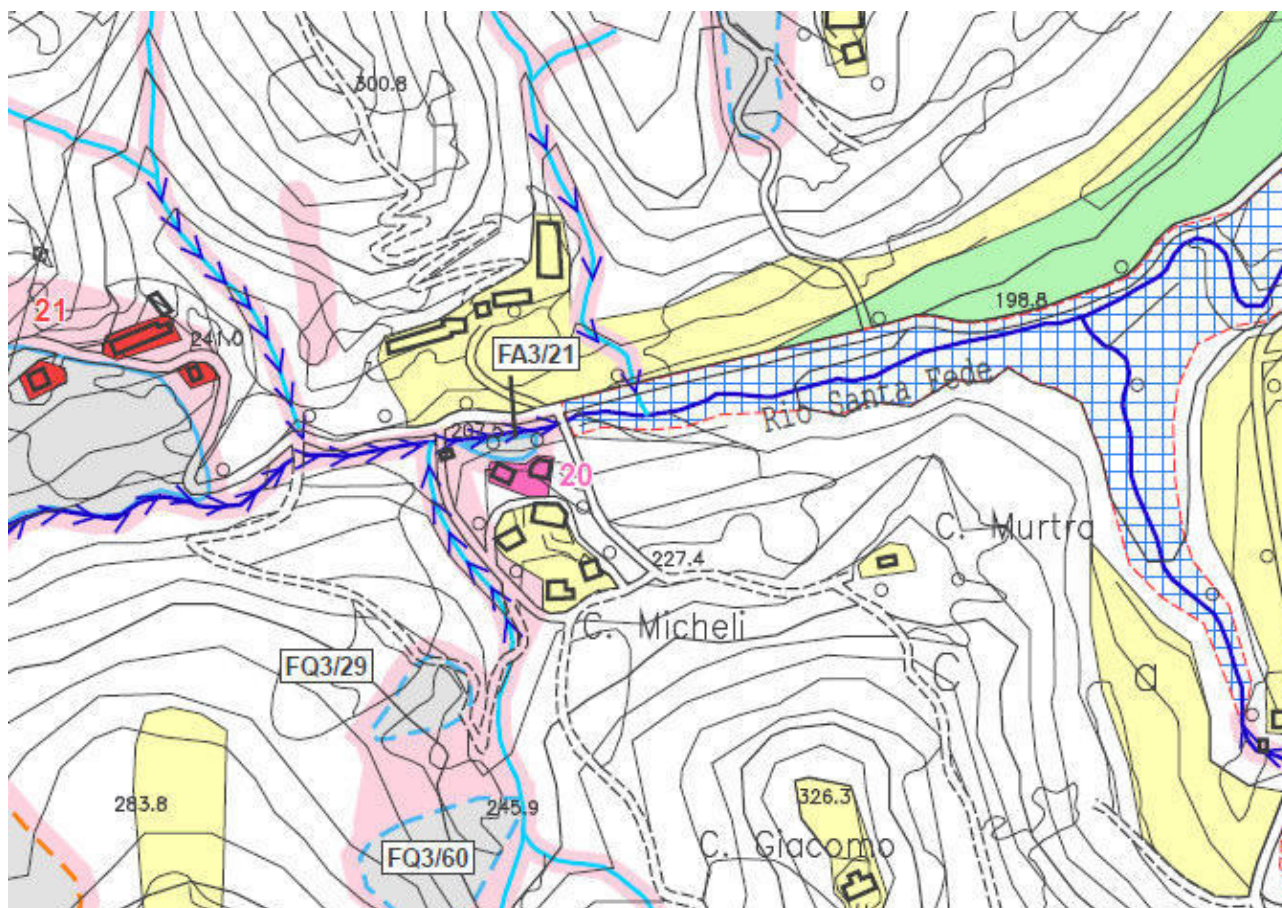 300.8
198.8
21
241.0
FA3/21
Rio Santa Fede
20
C. Murtra
227.4
C. Micheli
FQ3/29
C a
283.8
245.9
326.3
C. Giacomo
FQ3/60